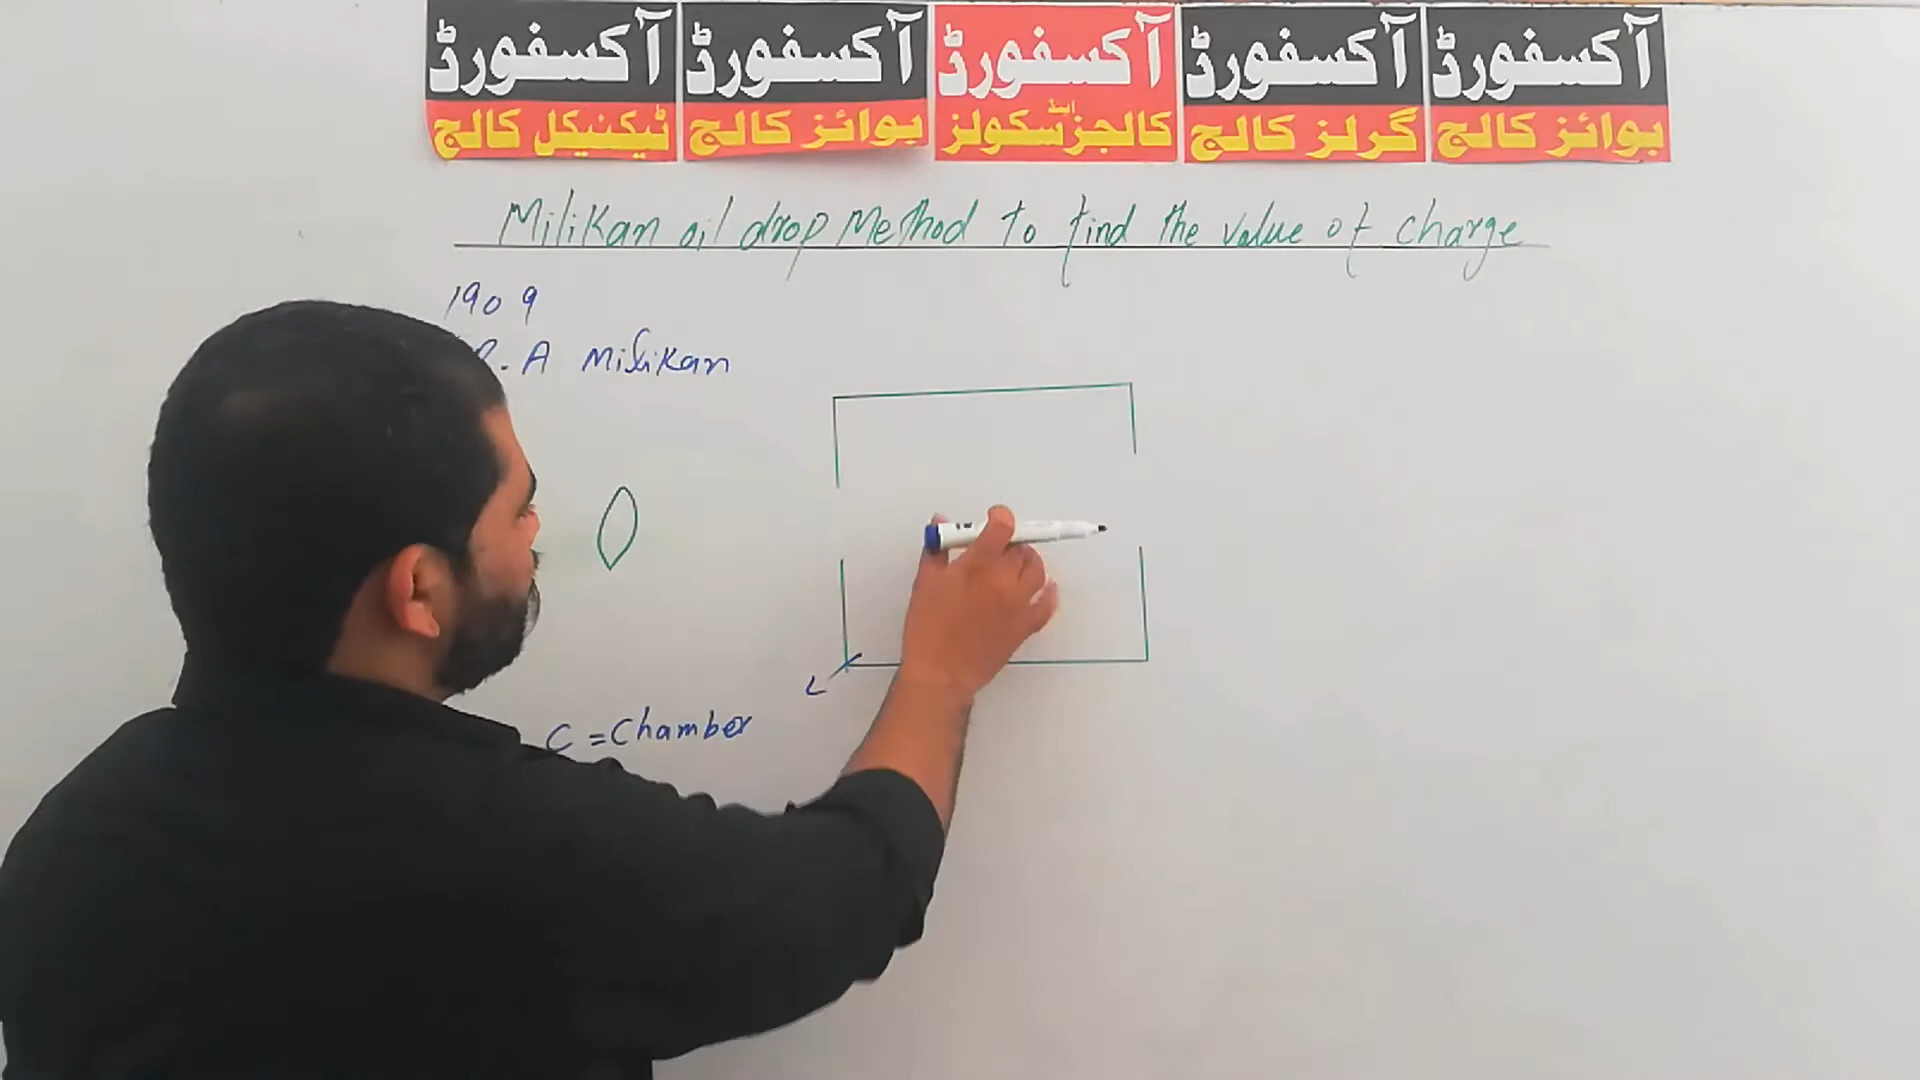 آکسفورڈ آکسفورڈ آکسفورڈ آکسفورڈ آکسفورڈ
ٹیکنیکل کالج بوائز کالج کالجز اینڈ سکولز گرلز کالج بوائز کالج
Milikan oil drop Method to find the value of charge
1909
R. A Milikan
C = Chamber